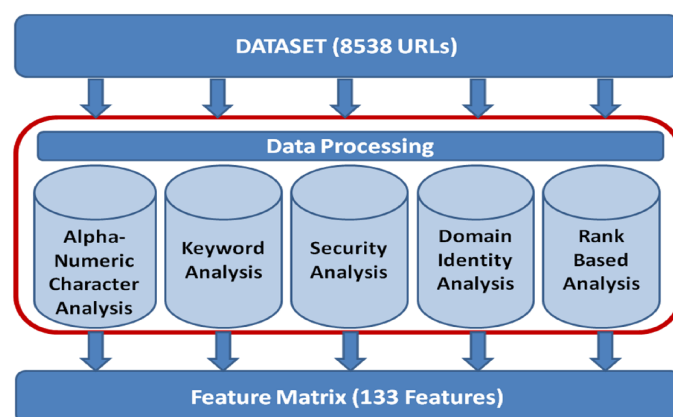 DATASET (8538 URLs)
Data Processing
Alpha-
Numeric
Character
Analysis
Keyword
Analysis
Security
Analysis
Domain
Identity
Analysis
Rank
Based
Analysis
Feature Matrix (133 Features)